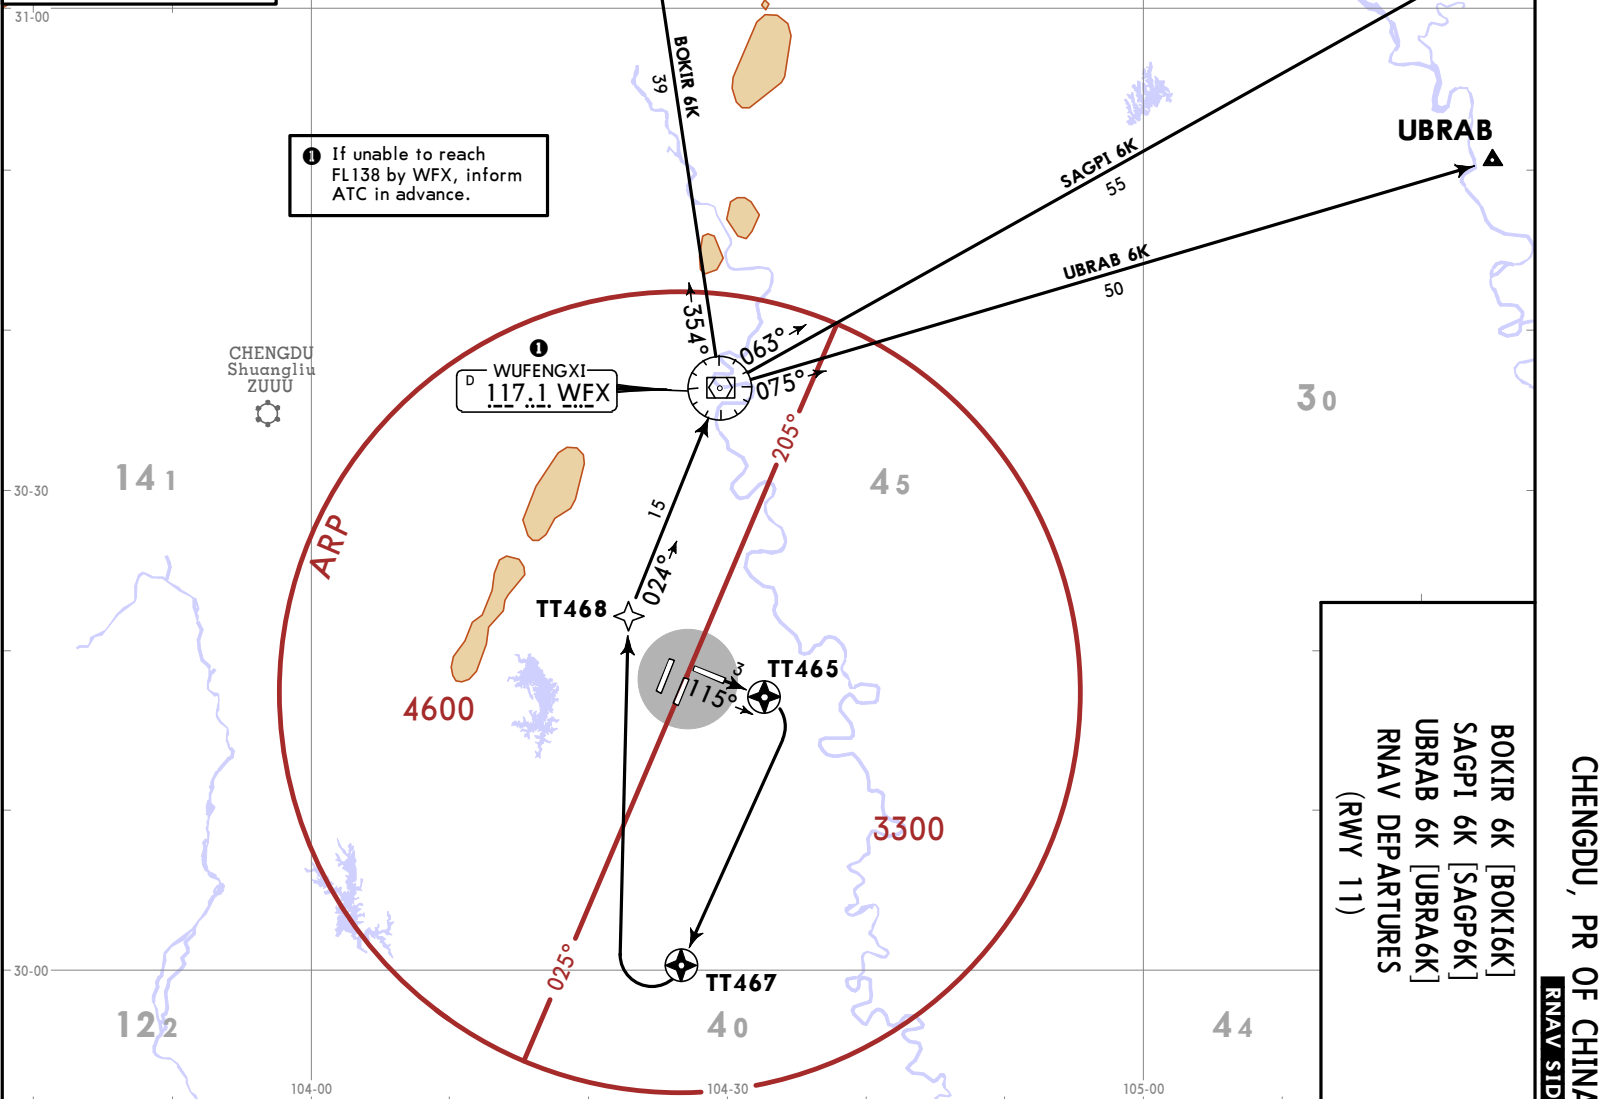 31-00
BOKIR 6K
39
❶ If unable to reach
FL138 by WFX, inform
ATC in advance.
UBRAB
SAGPI 6K
55
UBRAB 6K
50
354°
063°
075°
CHENGDU
Shuangliu
ZUUU
❶
WUFENGXI
D 117.1 WFX
205°
30
141
45
30-30
15
ARP
024°
TT468
3
TT465
115°
4600
3300
025°
30-00
TT467
122
40
44
104-00
104-30
105-00
CHENGDU, PR OF CHINA
RNAV SID
BOKIR 6K [BOKI6K]
SAGPI 6K [SAGP6K]
UBRAB 6K [UBRA6K]
RNAV DEPARTURES
(RWY 11)